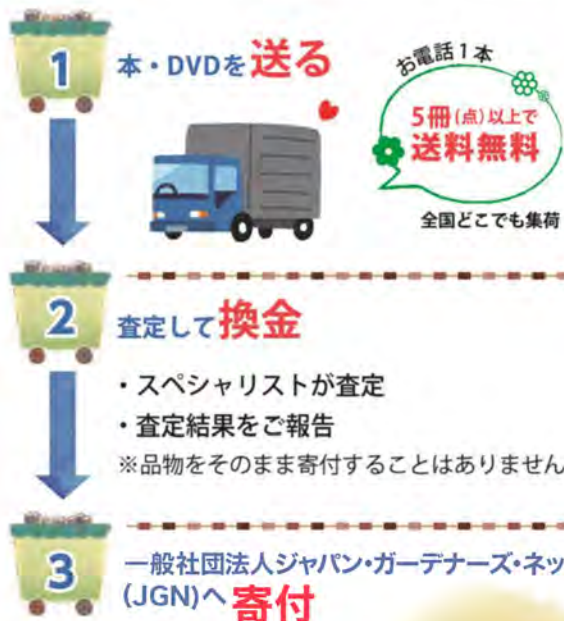 1
本・DVDを送る
お電話1本
5冊(点)以上で
送料無料
全国どこでも集荷
2
査定して換金
・スペシャリストが査定
・査定結果をご報告
※品物をそのまま寄付することはありません
3
一般社団法人ジャパン・ガーデナーズ・ネッ
(JGN)へ寄付